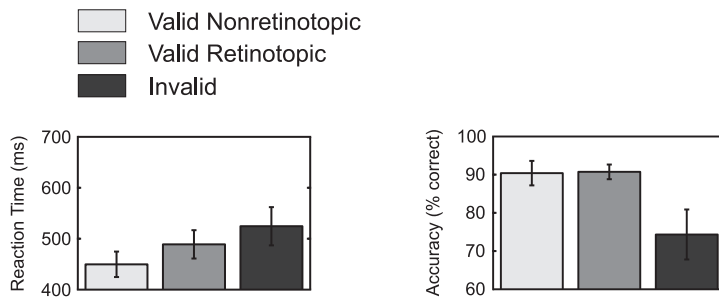 Valid Nonretinotopic
Valid Retinotopic
Invalid
Reaction Time (ms)
700
600
500
400
Accuracy (% correct)
100
90
80
70
60